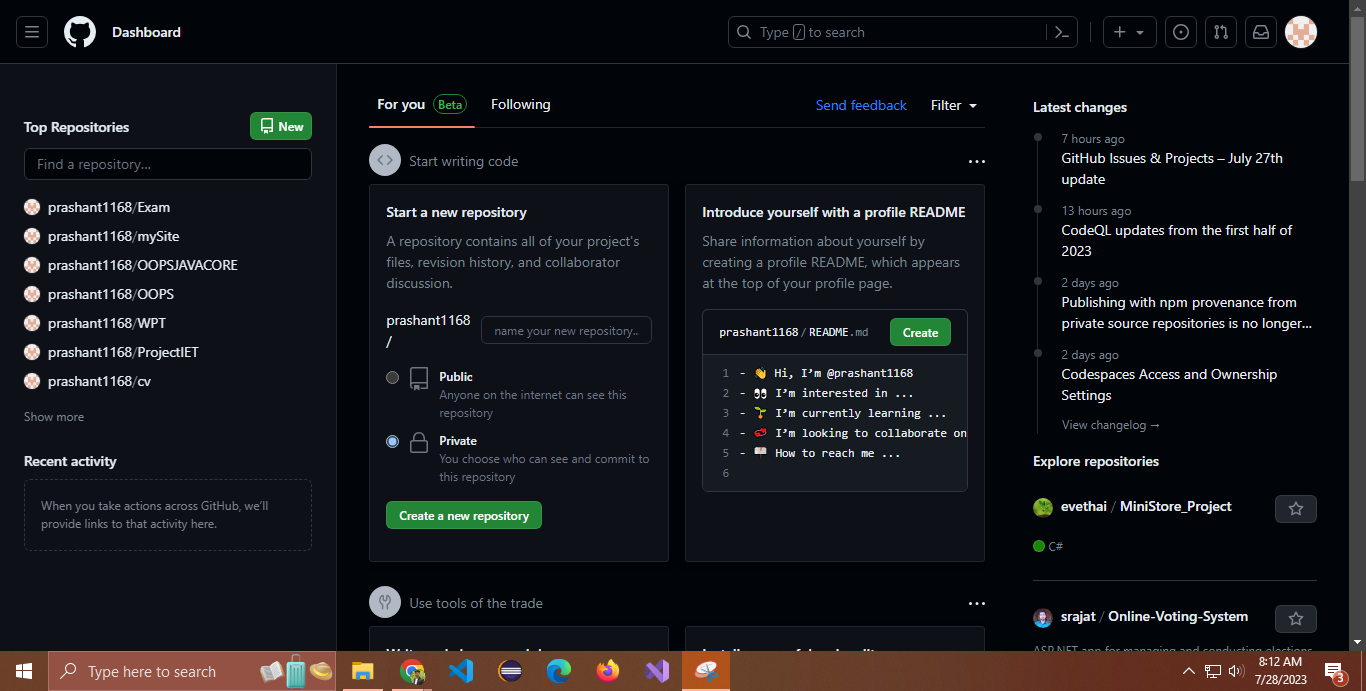 Dashboard
Type / to search
Top Repositories
New
Find a repository...
prashant1168/Exam
prashant1168/mySite
prashant1168/OOPSJAVACORE
prashant1168/OOPS
prashant1168/WPT
prashant1168/ProjectIET
prashant1168/cv
Show more
Recent activity
When you take actions across GitHub, we'll
provide links to that activity here.
For you Beta
Following
Send feedback
Filter
Start writing code
Start a new repository
A repository contains all of your project's
files, revision history, and collaborator
discussion.
prashant1168
/
name your new repository..
Public
Anyone on the internet can see this
repository
Private
You choose who can see and commit to
this repository
Create a new repository
Introduce yourself with a profile README
Share information about yourself by
creating a profile README, which appears
at the top of your profile page.
prashant1168/README.md
Create
1 - 👋 Hi, I'm @prashant1168
2 - 👀 I'm interested in ...
3 - 🌱 I'm currently learning ...
4 - 💞️ I'm looking to collaborate on
5 - 📫 How to reach me ...
6
Use tools of the trade
Latest changes
7 hours ago
GitHub Issues & Projects – July 27th
update
13 hours ago
CodeQL updates from the first half of
2023
2 days ago
Publishing with npm provenance from
private source repositories is no longer...
2 days ago
Codespaces Access and Ownership
Settings
View changelog →
Explore repositories
evethai / MiniStore_Project
C#
srajat / Online-Voting-System
ASP.NET app for managing and conducting elections
Type here to search
8:12 AM
7/28/2023
3